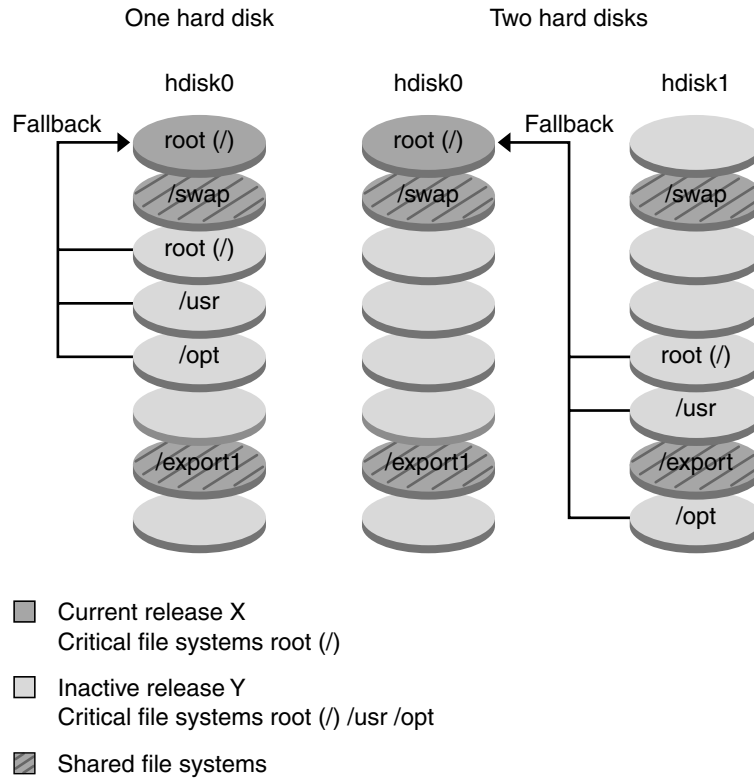 One hard disk
Two hard disks
hdisk0
hdisk0
hdisk1
Fallback
root (/)
/swap
root (/)
/usr
/opt
/export1
root (/)
/swap
/export1
Fallback
/swap
root (/)
/usr
/export
/opt
Current release X
Critical file systems root (/)
Inactive release Y
Critical file systems root (/) /usr /opt
Shared file systems